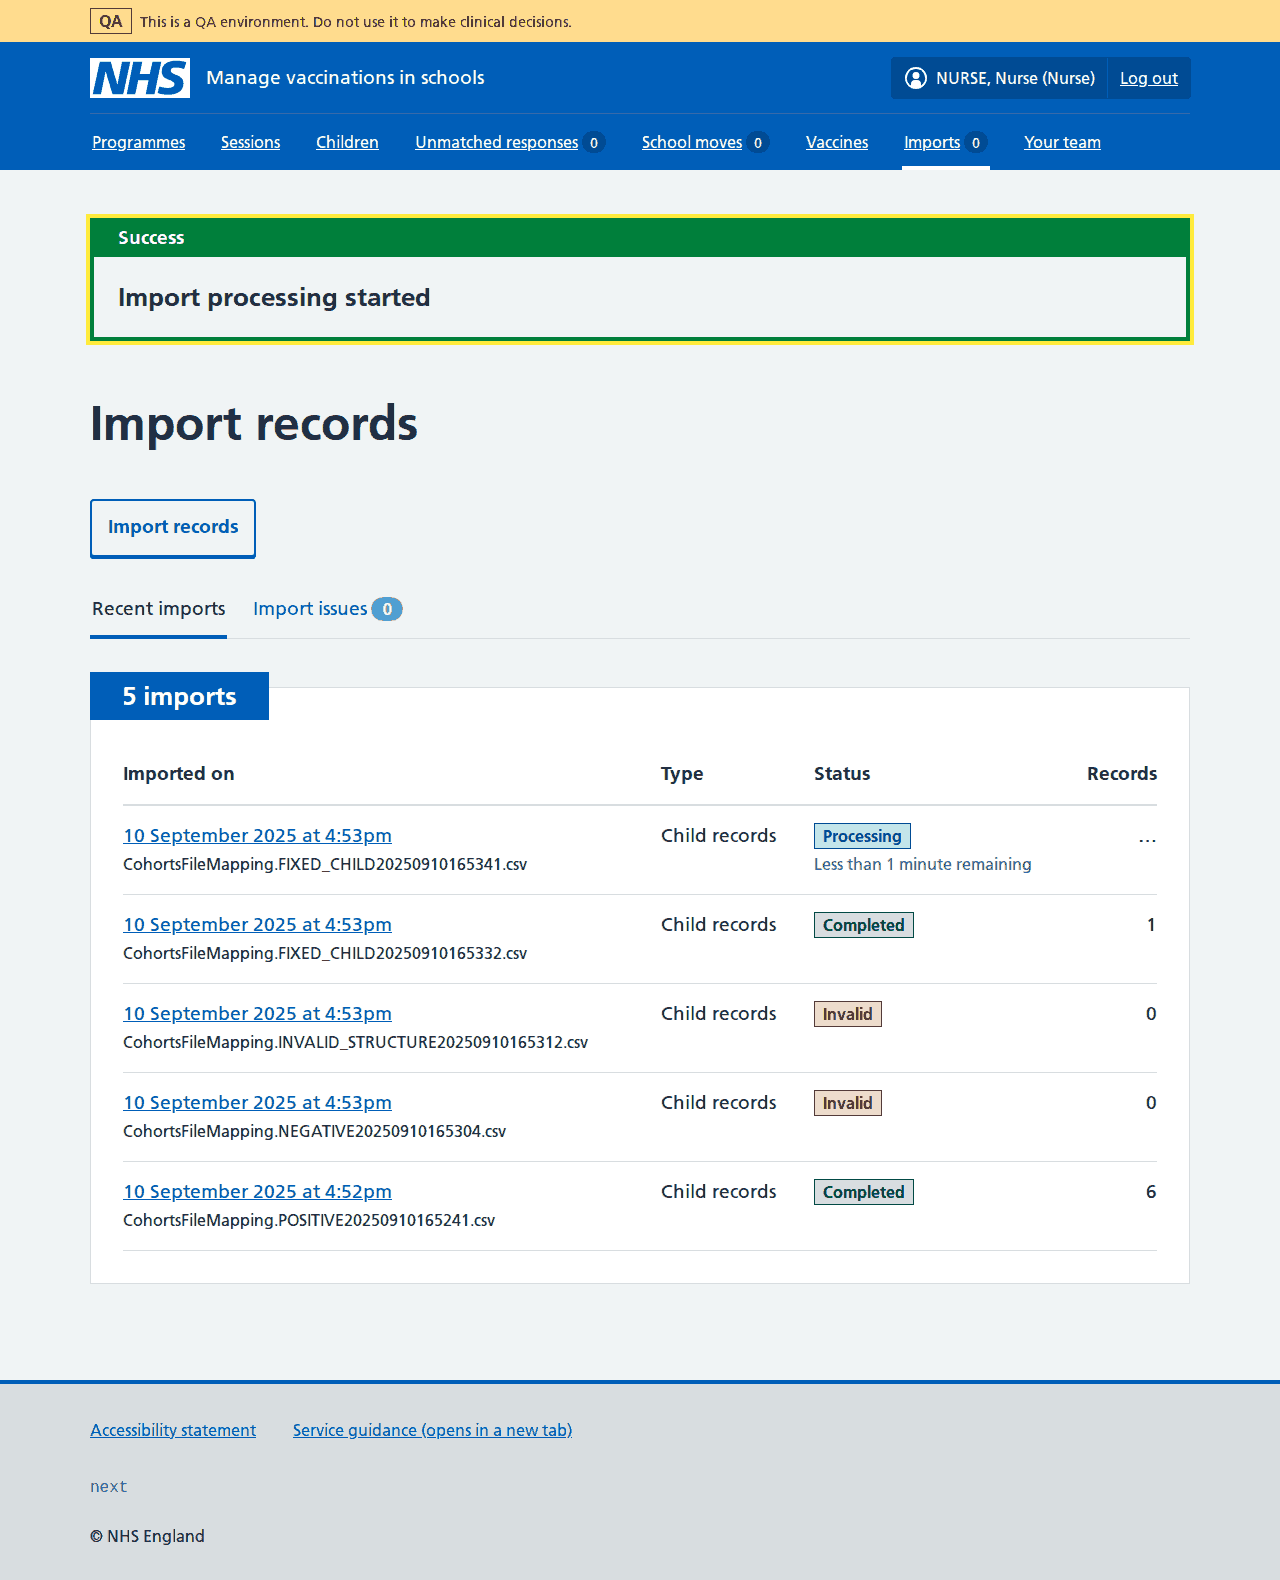 QA This is a QA environment. Do not use it to make clinical decisions.
NHS Manage vaccinations in schools NURSE, Nurse (Nurse) Log out
Programmes Sessions Children Unmatched responses 0 School moves 0 Vaccines Imports 0 Your team
Success
Import processing started
Import records
Import records
Recent imports Import issues 0
5 imports
Imported on Type Status Records
10 September 2025 at 4:53pm Child records Processing ...
CohortsFileMapping.FIXED_CHILD20250910165341.csv Less than 1 minute remaining
10 September 2025 at 4:53pm Child records Completed 1
CohortsFileMapping.FIXED_CHILD20250910165332.csv
10 September 2025 at 4:53pm Child records Invalid 0
CohortsFileMapping.INVALID_STRUCTURE20250910165312.csv
10 September 2025 at 4:53pm Child records Invalid 0
CohortsFileMapping.NEGATIVE20250910165304.csv
10 September 2025 at 4:52pm Child records Completed 6
CohortsFileMapping.POSITIVE20250910165241.csv
Accessibility statement Service guidance (opens in a new tab)
next
© NHS England